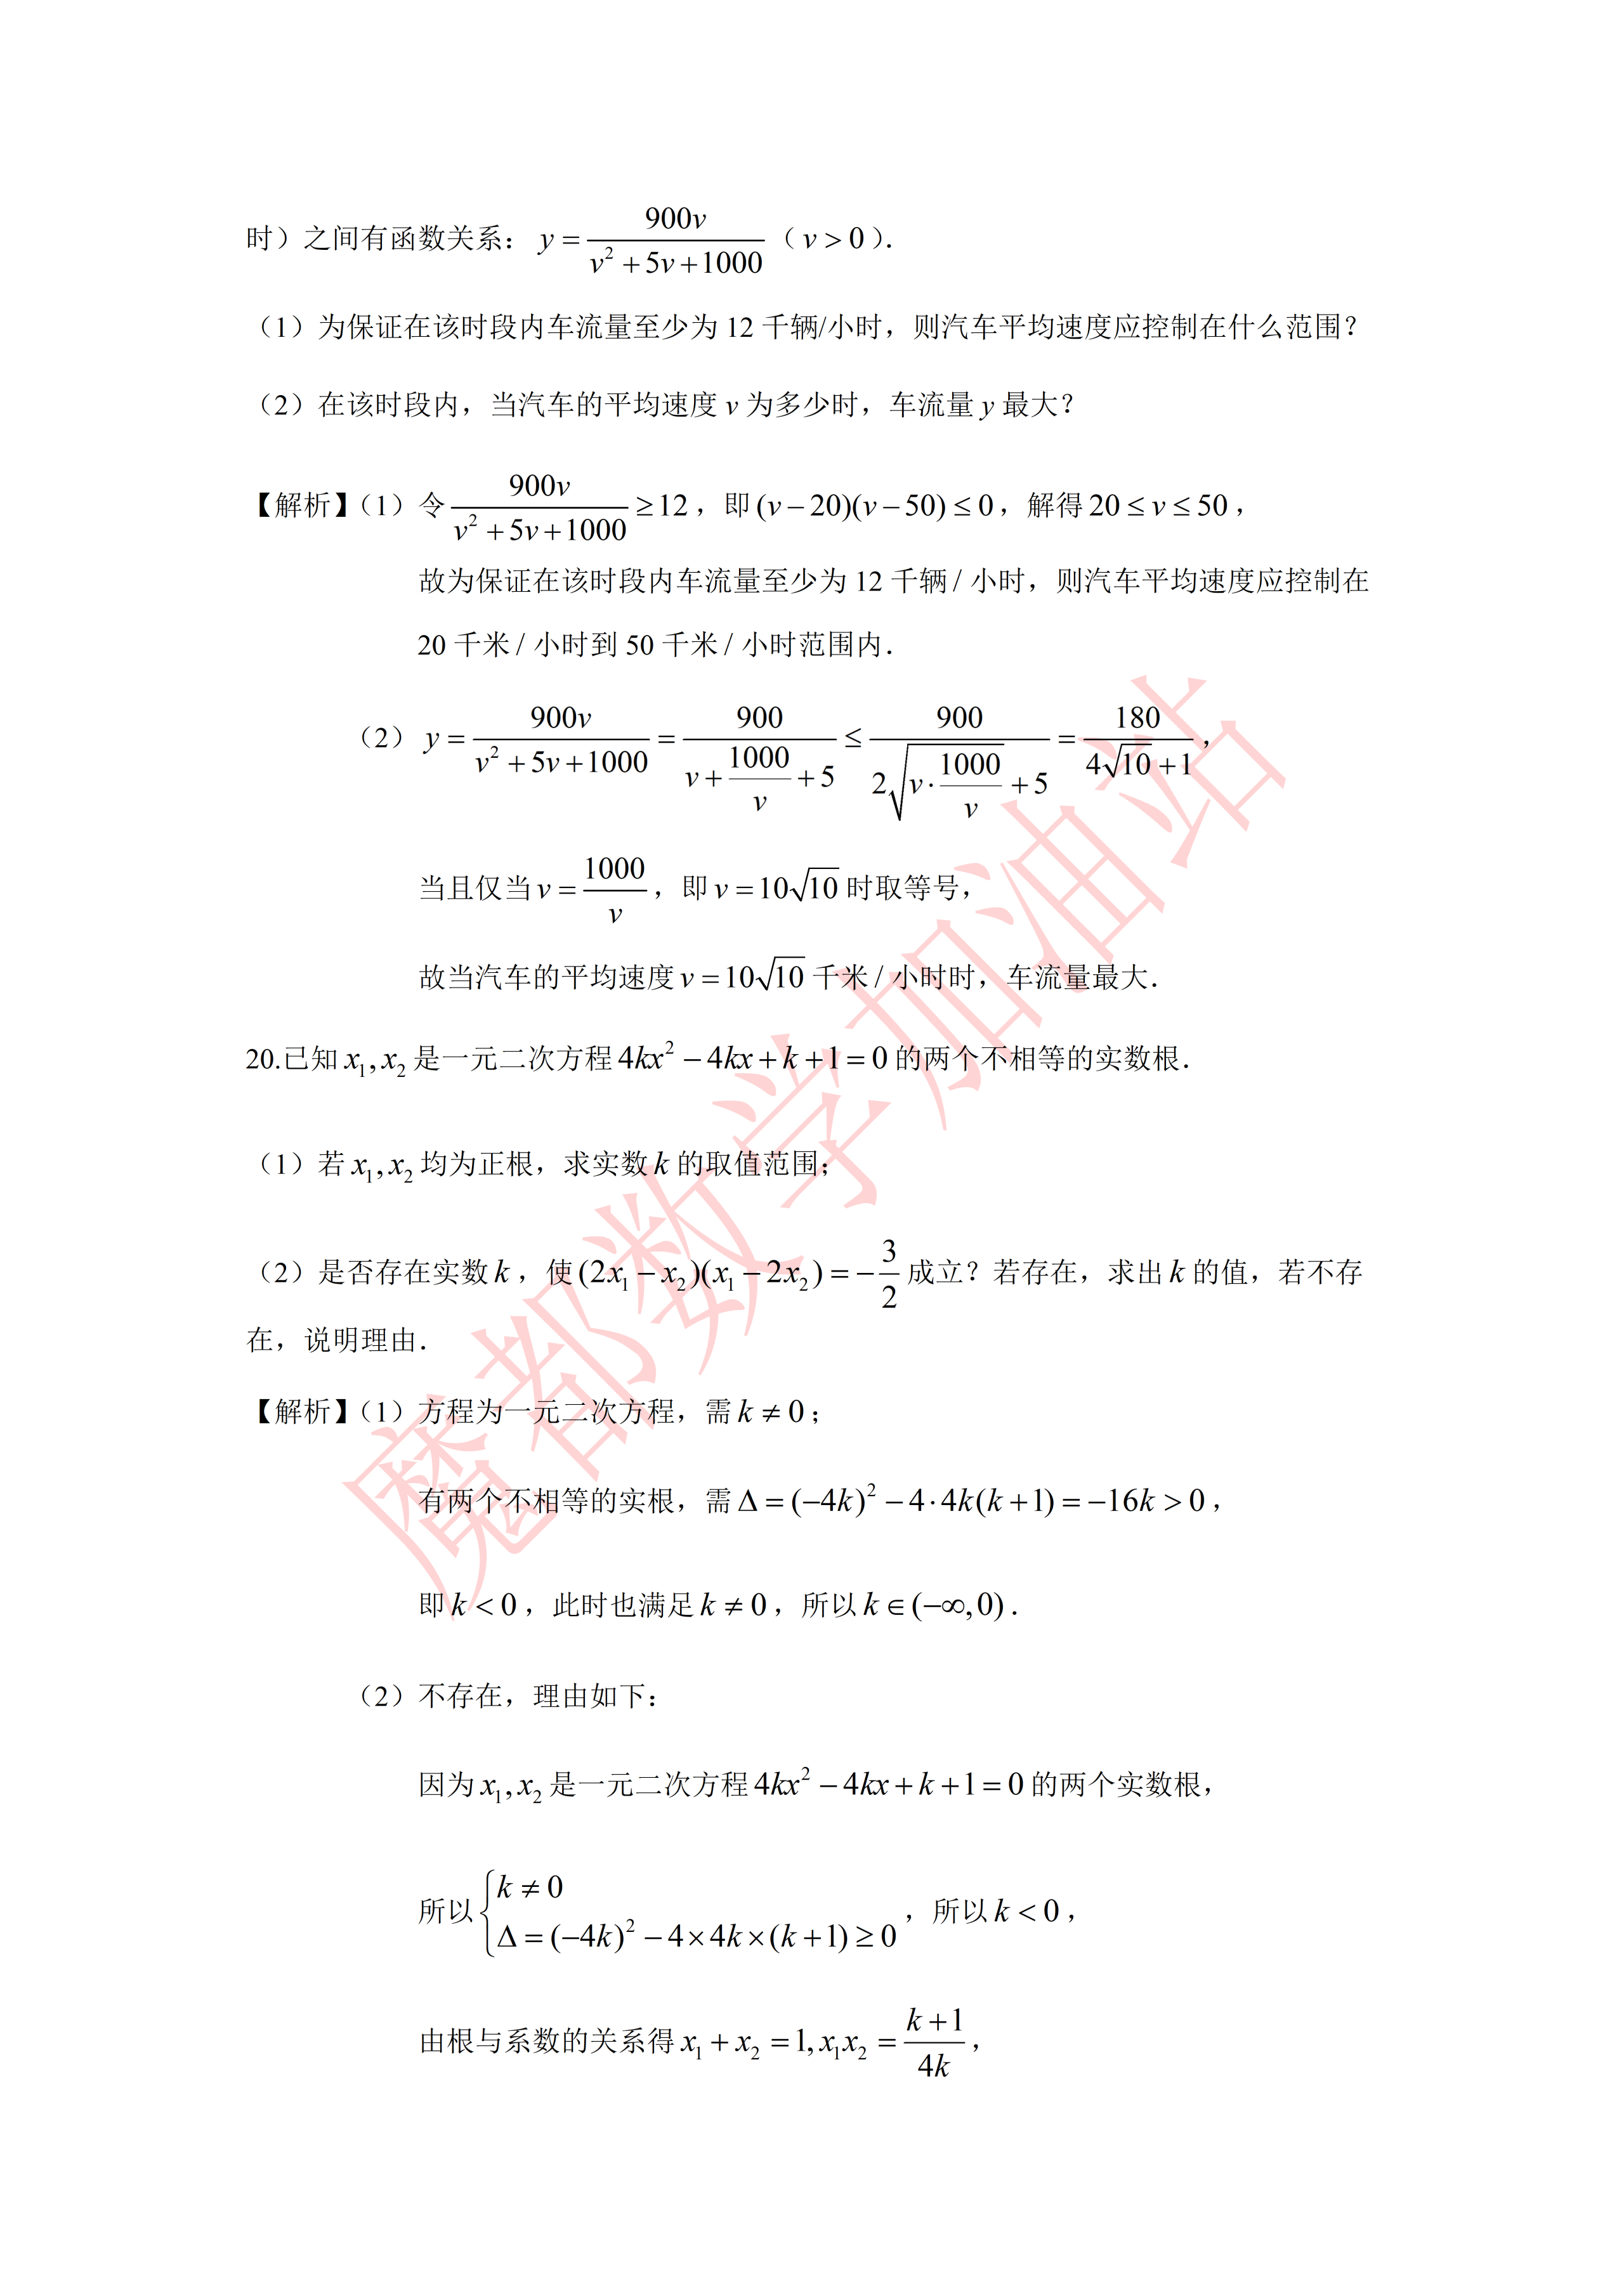 时）之间有函数关系： y = 900v / (v² + 5v + 1000) （ v > 0 ）．
（1）为保证在该时段内车流量至少为 12 千辆/小时，则汽车平均速度应控制在什么范围？
（2）在该时段内，当汽车的平均速度 v 为多少时，车流量 y 最大？
【解析】（1）令 900v / (v² + 5v + 1000) ≥ 12 ，即 (v − 20)(v − 50) ≤ 0 ，解得 20 ≤ v ≤ 50 ，
故为保证在该时段内车流量至少为 12 千辆 / 小时，则汽车平均速度应控制在
20 千米 / 小时到 50 千米 / 小时范围内．
（2） y = 900v / (v² + 5v + 1000) = 900 / (v + 1000/v + 5) ≤ 900 / (2√(v · 1000/v) + 5) = 180 / (4√10 + 1) ，
当且仅当 v = 1000/v ，即 v = 10√10 时取等号，
故当汽车的平均速度 v = 10√10 千米 / 小时时，车流量最大．
20.已知 x₁, x₂ 是一元二次方程 4kx² − 4kx + k + 1 = 0 的两个不相等的实数根．
（1）若 x₁, x₂ 均为正根，求实数 k 的取值范围；
（2）是否存在实数 k ，使 (2x₁ − x₂)(x₁ − 2x₂) = − 3/2 成立？若存在，求出 k 的值，若不存
在，说明理由．
【解析】（1）方程为一元二次方程，需 k ≠ 0 ；
有两个不相等的实根，需 Δ = (−4k)² − 4 · 4k(k + 1) = −16k > 0 ，
即 k < 0 ，此时也满足 k ≠ 0 ，所以 k ∈ (−∞, 0) ．
（2）不存在，理由如下：
因为 x₁, x₂ 是一元二次方程 4kx² − 4kx + k + 1 = 0 的两个实数根，
所以 { k ≠ 0
Δ = (−4k)² − 4 × 4k × (k + 1) ≥ 0 ，所以 k < 0 ，
由根与系数的关系得 x₁ + x₂ = 1, x₁x₂ = (k + 1) / 4k ，
魔都数学加油站